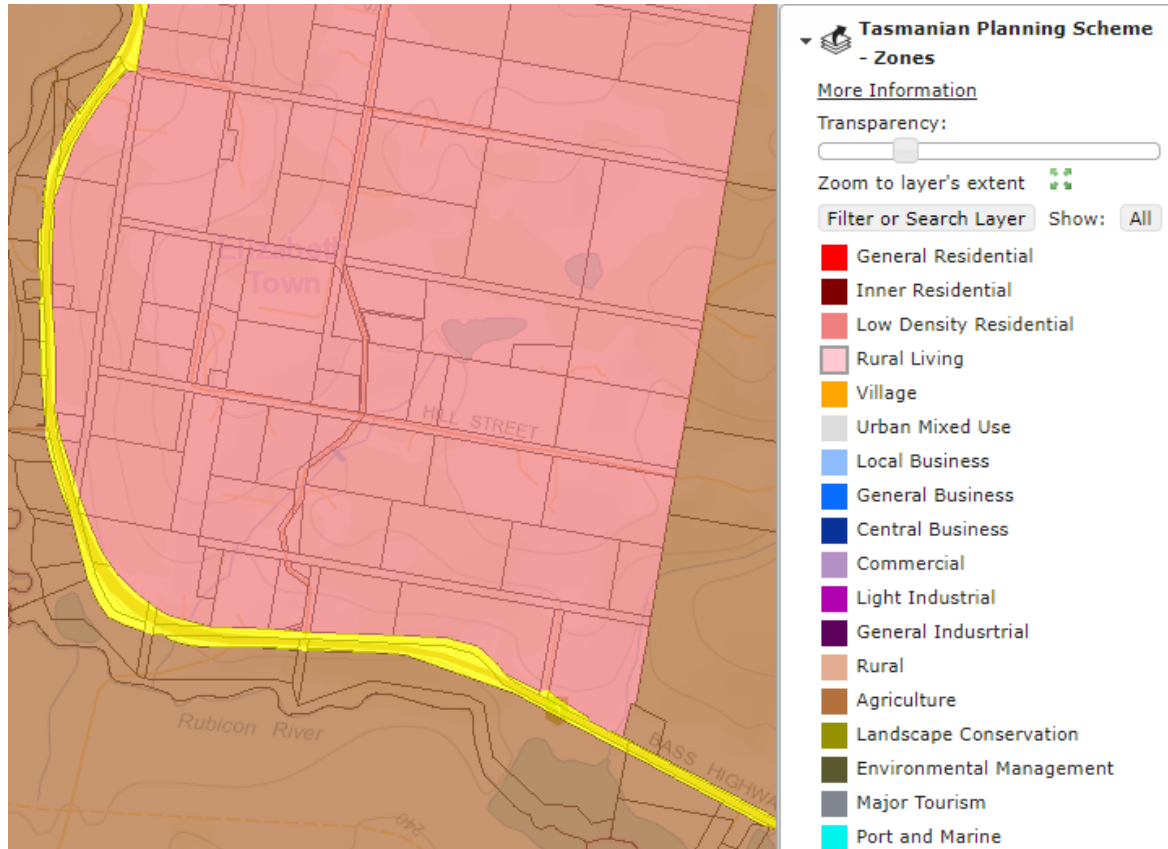 Elizabeth
Town
HILL STREET
Rubicon River
BASS HIGHWA
240
Tasmanian Planning Scheme
- Zones
More Information
Transparency:
Zoom to layer's extent
Filter or Search Layer Show: All
General Residential
Inner Residential
Low Density Residential
Rural Living
Village
Urban Mixed Use
Local Business
General Business
Central Business
Commercial
Light Industrial
General Indusrtrial
Rural
Agriculture
Landscape Conservation
Environmental Management
Major Tourism
Port and Marine